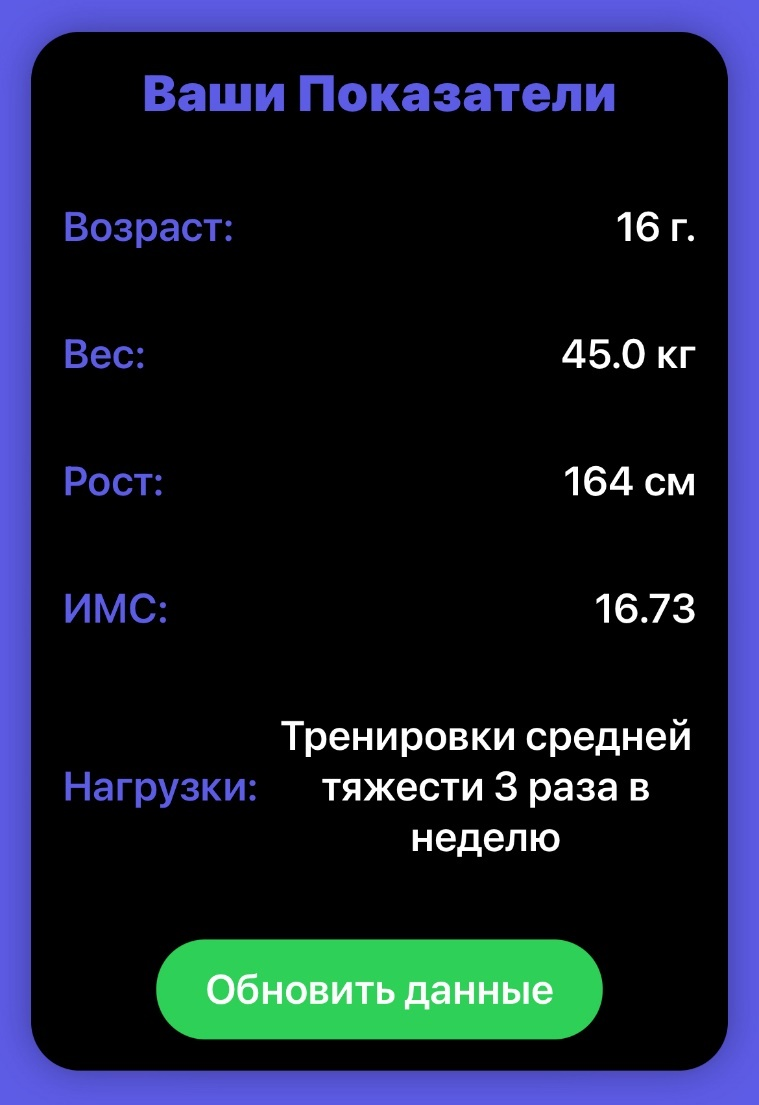 Ваши Показатели
Возраст: 16 г.
Вес: 45.0 кг
Рост: 164 см
ИМС: 16.73
Нагрузки: Тренировки средней
тяжести 3 раза в
неделю
Обновить данные